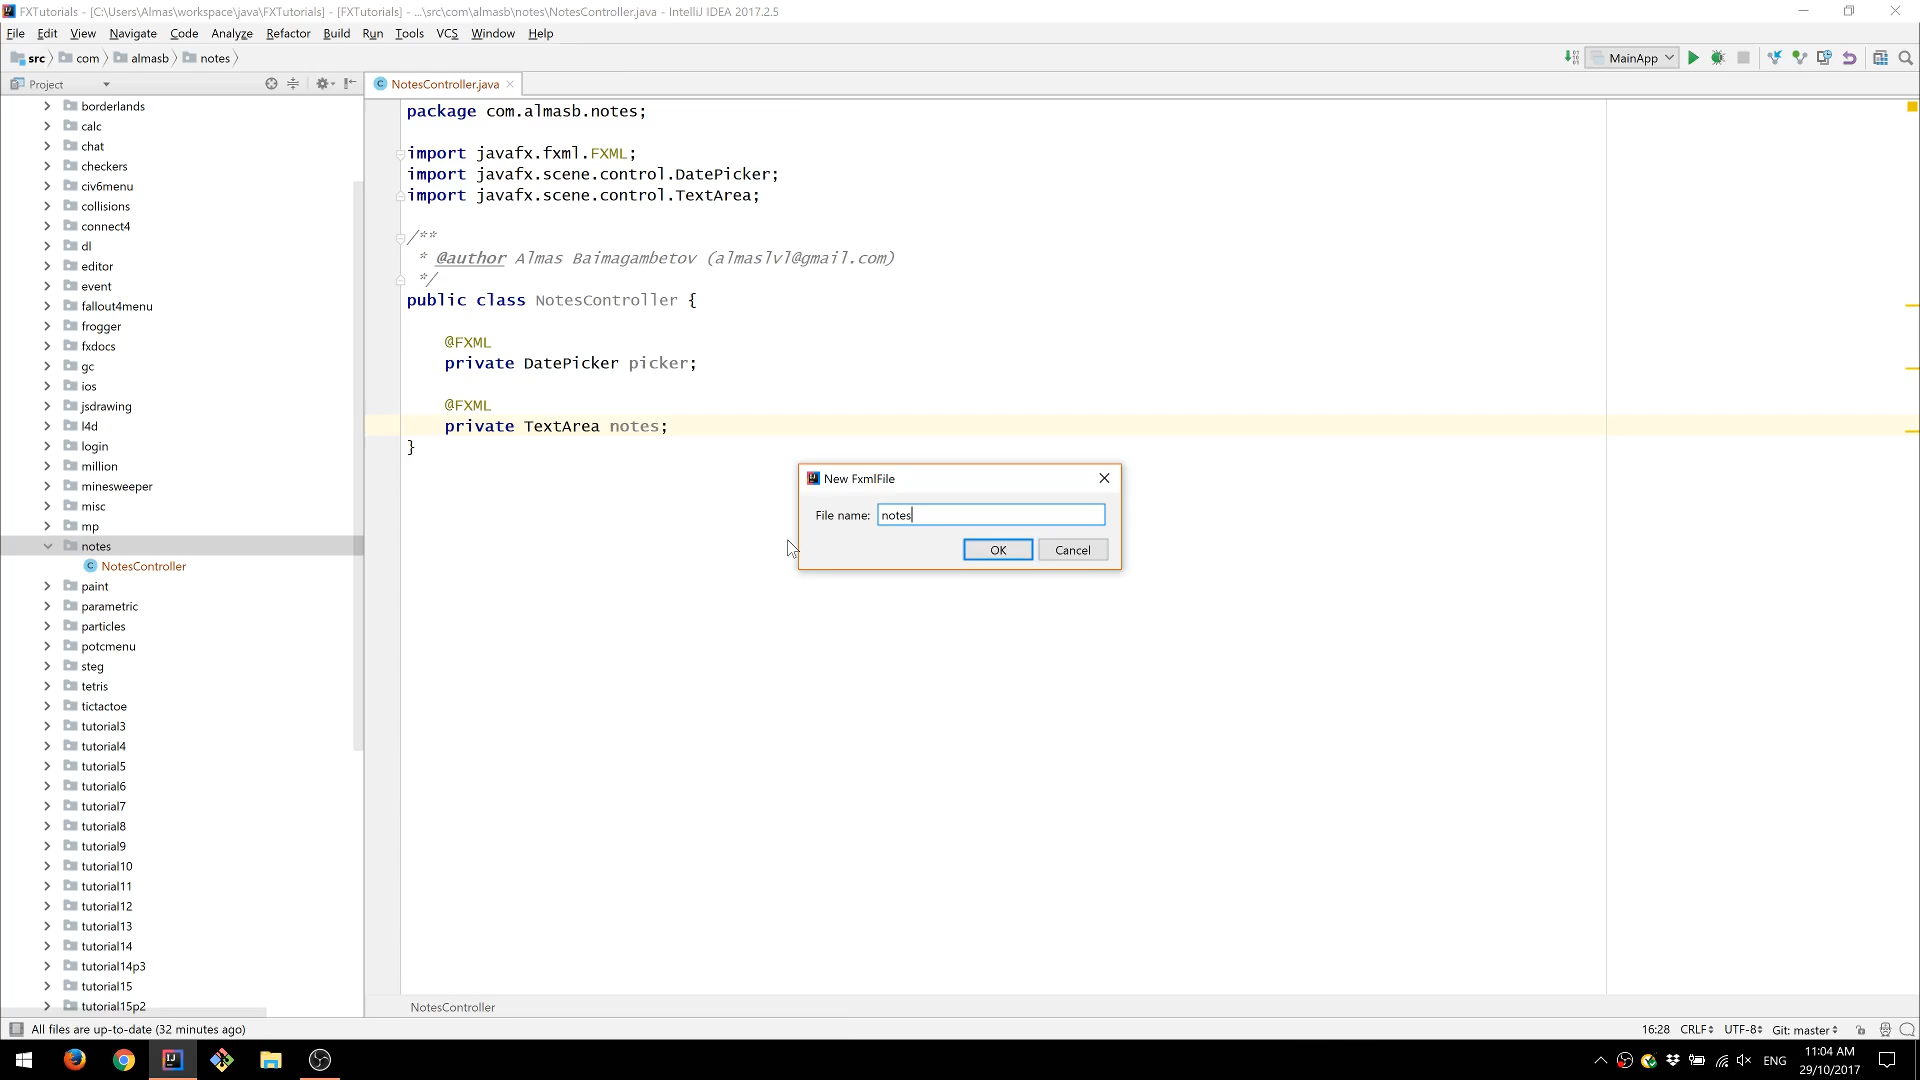 FXTutorials - [C:\Users\Almas\workspace\java\FXTutorials] - [FXTutorials] - ...\src\com\almasb\notes\NotesController.java - IntelliJ IDEA 2017.2.5
File Edit View Navigate Code Analyze Refactor Build Run Tools VCS Window Help
src com almasb notes MainApp
Project
NotesController.java
borderlands
calc
chat
checkers
civ6menu
collisions
connect4
dl
editor
event
fallout4menu
frogger
fxdocs
gc
ios
jsdrawing
l4d
login
million
minesweeper
misc
mp
notes
NotesController
paint
parametric
particles
potcmenu
steg
tetris
tictactoe
tutorial3
tutorial4
tutorial5
tutorial6
tutorial7
tutorial8
tutorial9
tutorial10
tutorial11
tutorial12
tutorial13
tutorial14
tutorial14p3
tutorial15
tutorial15p2
package com.almasb.notes;
import javafx.fxml.FXML;
import javafx.scene.control.DatePicker;
import javafx.scene.control.TextArea;
/**
* @author Almas Baimagambetov (almaslvl@gmail.com)
*/
public class NotesController {
@FXML
private DatePicker picker;
@FXML
private TextArea notes;
}
New FxmlFile
File name: notes
OK Cancel
NotesController
All files are up-to-date (32 minutes ago)
16:28 CRLF UTF-8 Git: master
ENG
11:04 AM
29/10/2017